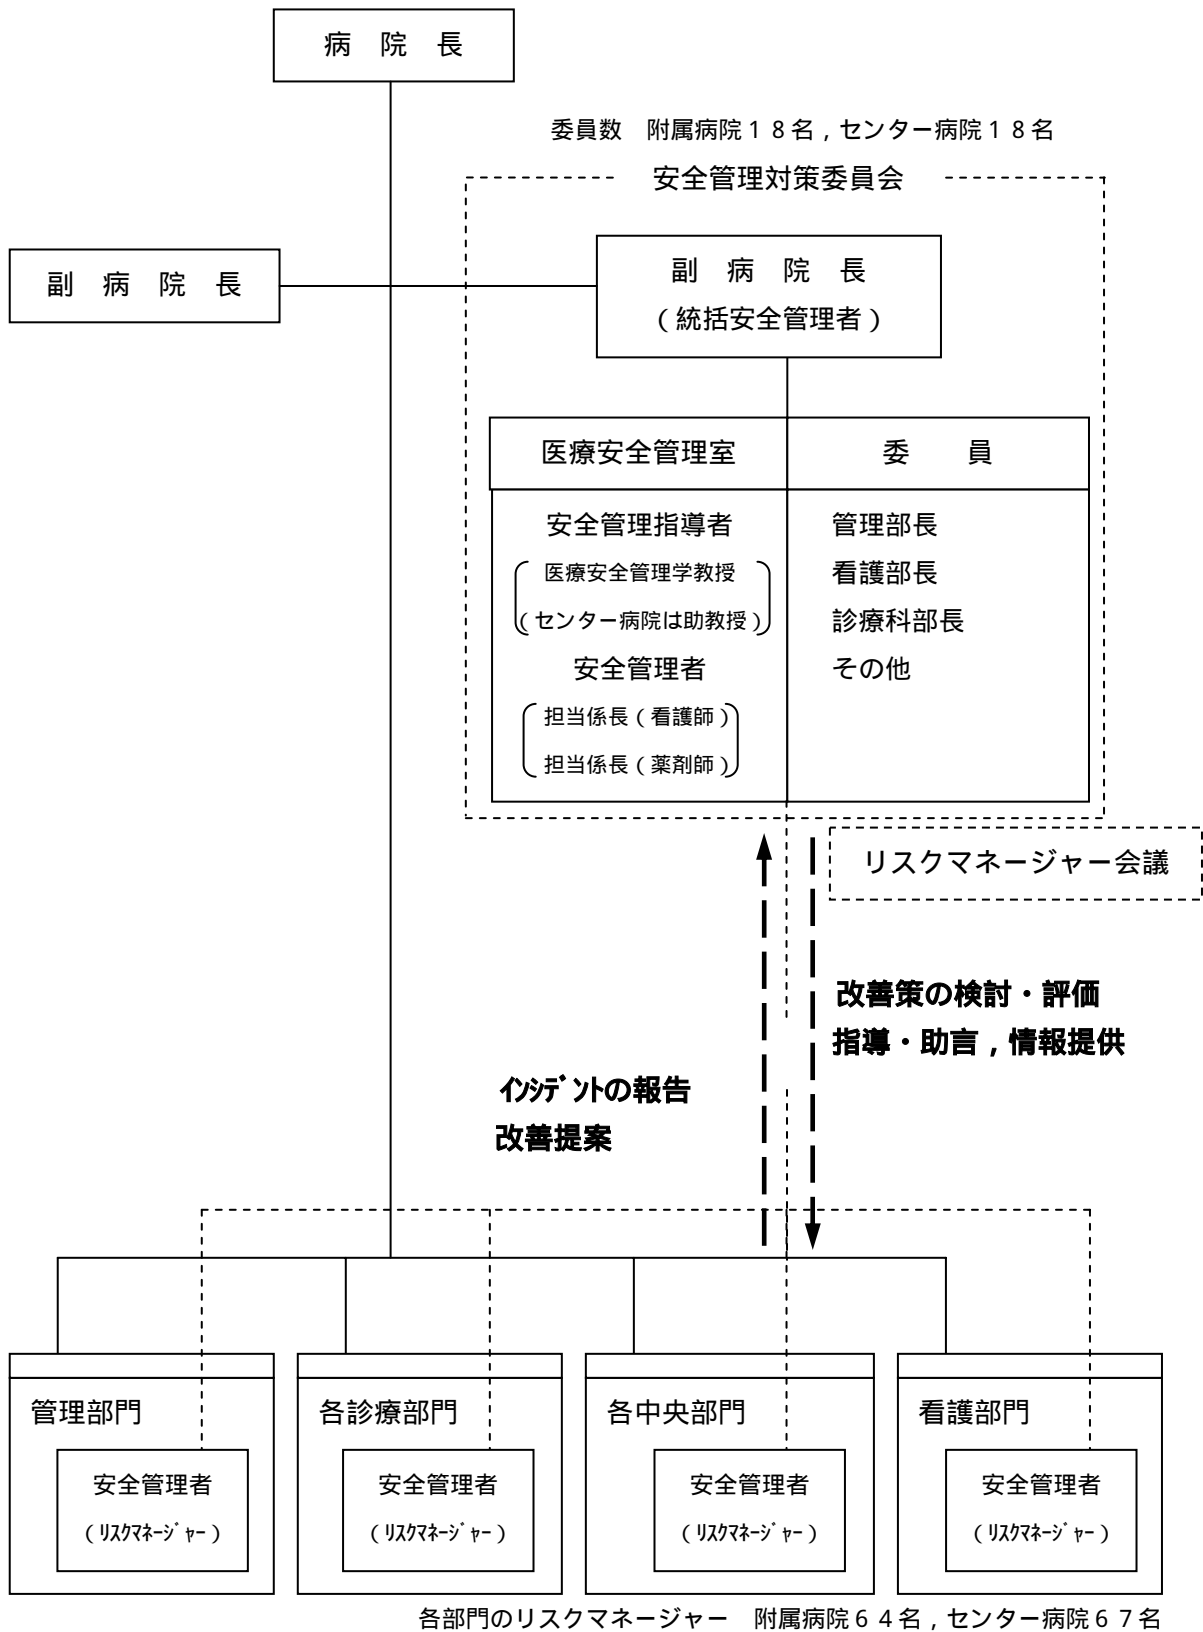 病　院　長
委員数　附属病院１８名，センター病院１８名
安全管理対策委員会
副　病　院　長
副　病　院　長
（統括安全管理者）
医療安全管理室
委　　員
安全管理指導者
医療安全管理学教授
（センター病院は助教授）
安全管理者
担当係長（看護師）
担当係長（薬剤師）
管理部長
看護部長
診療科部長
その他
リスクマネージャー会議
改善策の検討・評価
指導・助言，情報提供
ｲﾝｼﾃﾞﾝﾄの報告
改善提案
管理部門
安全管理者
（ﾘｽｸﾏﾈｰｼﾞｬｰ）
各診療部門
安全管理者
（ﾘｽｸﾏﾈｰｼﾞｬｰ）
各中央部門
安全管理者
（ﾘｽｸﾏﾈｰｼﾞｬｰ）
看護部門
安全管理者
（ﾘｽｸﾏﾈｰｼﾞｬｰ）
各部門のリスクマネージャー　附属病院６４名，センター病院６７名